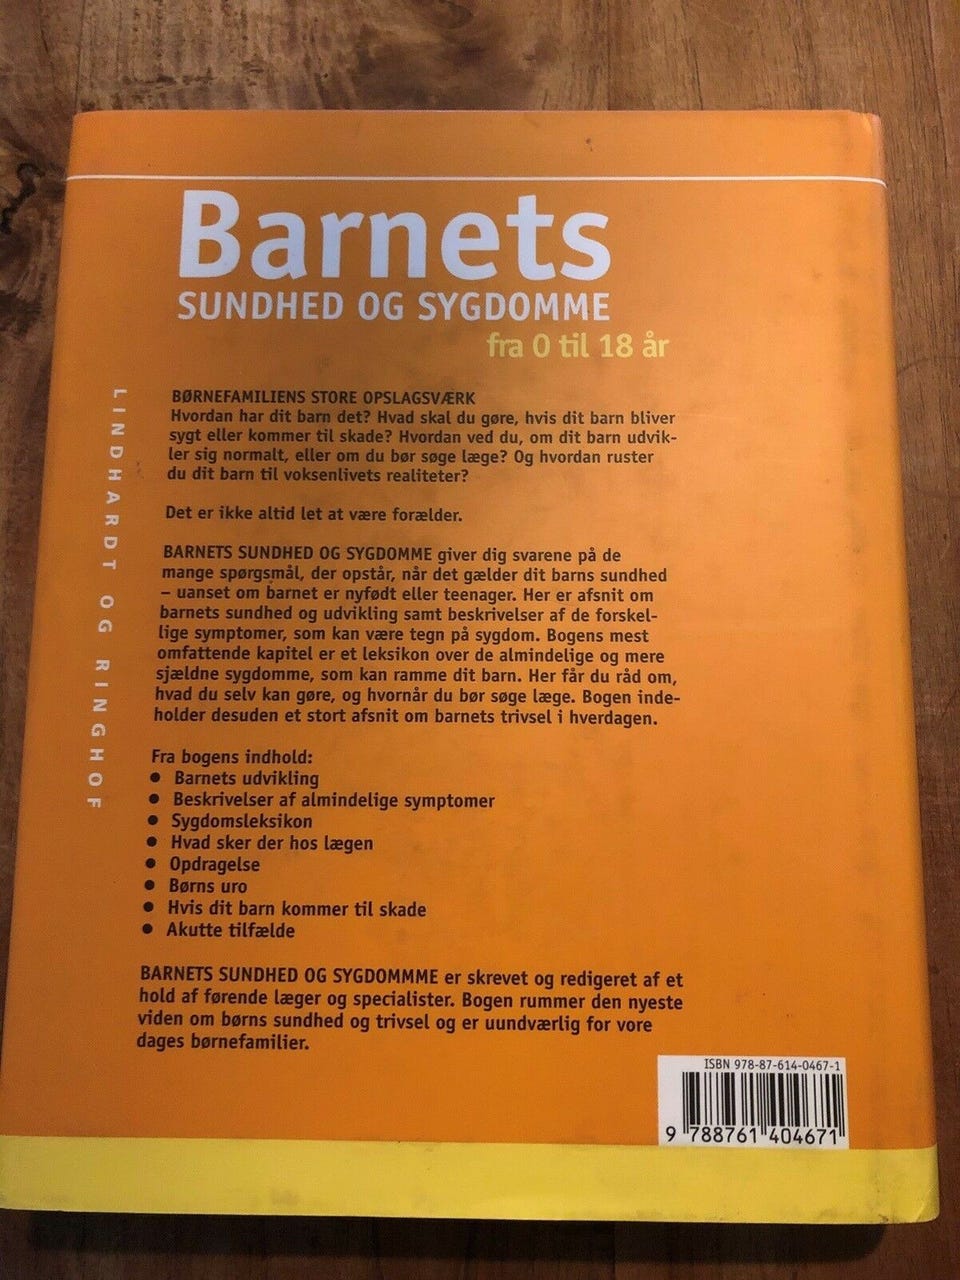 Barnets
SUNDHED OG SYGDOMME
fra 0 til 18 år
LINDHARDT OG RINGHOF
BØRNEFAMILIENS STORE OPSLAGSVÆRK
Hvordan har dit barn det? Hvad skal du gøre, hvis dit barn bliver
sygt eller kommer til skade? Hvordan ved du, om dit barn udvik-
ler sig normalt, eller om du bør søge læge? Og hvordan ruster
du dit barn til voksenlivets realiteter?
Det er ikke altid let at være forælder.
BARNETS SUNDHED OG SYGDOMME giver dig svarene på de
mange spørgsmål, der opstår, når det gælder dit barns sundhed
– uanset om barnet er nyfødt eller teenager. Her er afsnit om
barnets sundhed og udvikling samt beskrivelser af de forskel-
lige symptomer, som kan være tegn på sygdom. Bogens mest
omfattende kapitel er et leksikon over de almindelige og mere
sjældne sygdomme, som kan ramme dit barn. Her får du råd om,
hvad du selv kan gøre, og hvornår du bør søge læge. Bogen inde-
holder desuden et stort afsnit om barnets trivsel i hverdagen.
Fra bogens indhold:
● Barnets udvikling
● Beskrivelser af almindelige symptomer
● Sygdomsleksikon
● Hvad sker der hos lægen
● Opdragelse
● Børns uro
● Hvis dit barn kommer til skade
● Akutte tilfælde
BARNETS SUNDHED OG SYGDOMMME er skrevet og redigeret af et
hold af førende læger og specialister. Bogen rummer den nyeste
viden om børns sundhed og trivsel og er uundværlig for vore
dages børnefamilier.
ISBN 978-87-614-0467-1
9 788761 404671